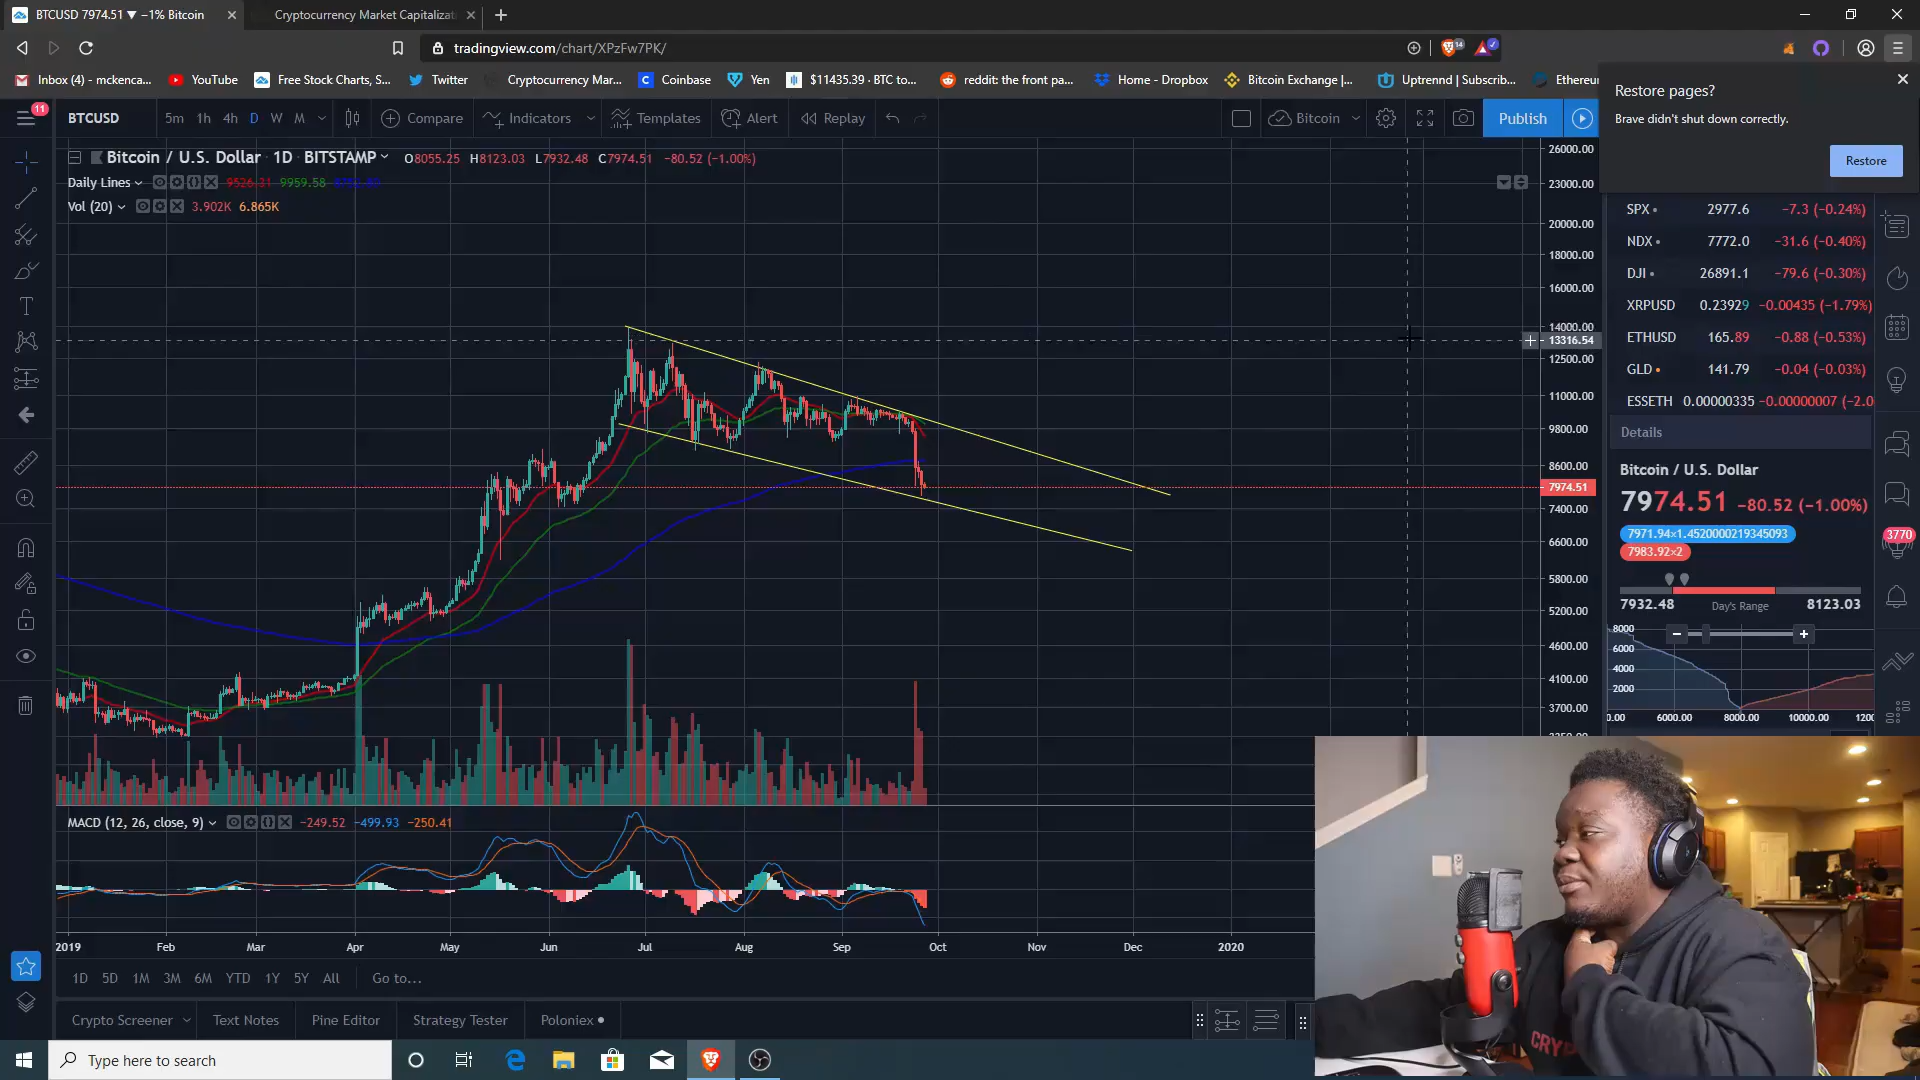 BTCUSD 7974.51 ▼ −1% Bitcoin
Cryptocurrency Market Capitalizat
tradingview.com/chart/XPzFw7PK/
14
Inbox (4) - mckenca...
YouTube
Free Stock Charts, S...
Twitter
Cryptocurrency Mar...
Coinbase
Yen
$11435.39 · BTC to...
reddit: the front pa...
Home - Dropbox
Bitcoin Exchange |...
Uptrennd | Subscrib...
Ethereu
Restore pages?
Brave didn't shut down correctly.
Restore
11
BTCUSD
5m 1h 4h D W M
Compare
Indicators
Templates
Alert
Replay
Bitcoin
Publish
Bitcoin / U.S. Dollar 1D BITSTAMP
O8055.25 H8123.03 L7932.48 C7974.51 −80.52 (−1.00%)
Daily Lines 9526.31 9959.58
Vol (20) 3.902K 6.865K
26000.00
23000.00
20000.00
18000.00
16000.00
14000.00
13316.54
12500.00
11000.00
9800.00
8600.00
7974.51
7400.00
6600.00
5800.00
5200.00
4600.00
4100.00
3700.00
SPX 2977.6 −7.3 (−0.24%)
NDX 7772.0 −31.6 (−0.40%)
DJI 26891.1 −79.6 (−0.30%)
XRPUSD 0.23929 −0.00435 (−1.79%)
ETHUSD 165.89 −0.88 (−0.53%)
GLD 141.79 −0.04 (−0.03%)
ESSETH 0.00000335 −0.00000007 (−2.0
Details
Bitcoin / U.S. Dollar
7974.51 −80.52 (−1.00%)
7971.94×1.4520000219345093
7983.92×2
3770
7932.48 Day's Range 8123.03
8000
6000
4000
2000
0.00 6000.00 8000.00 10000.00 1200
MACD (12, 26, close, 9) −249.52 −499.93 −250.41
2019 Feb Mar Apr May Jun Jul Aug Sep Oct Nov Dec 2020
1D 5D 1M 3M 6M YTD 1Y 5Y All Go to...
Crypto Screener
Text Notes
Pine Editor
Strategy Tester
Poloniex
CRYP
Type here to search